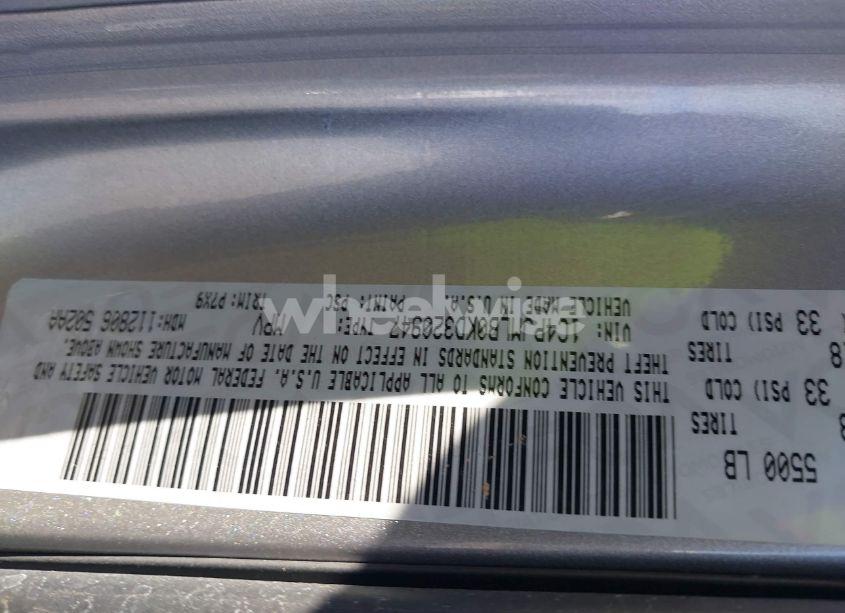 5500 LB
TIRES
33 PSI) COLD
TIRES
33 PSI) COLD
THIS VEHICLE CONFORMS TO ALL APPLICABLE U.S.A. FEDERAL MOTOR VEHICLE SAFETY AND
THEFT PREVENTION STANDARDS IN EFFECT ON THE DATE OF MANUFACTURE SHOWN ABOVE.
VIN: 1C4PJMLB0KD320947 TYPE: MPV MDH:112806 502AA
VEHICLE MADE IN U.S.A. PAINT: PSC TRIM: P7X9
wheelwise